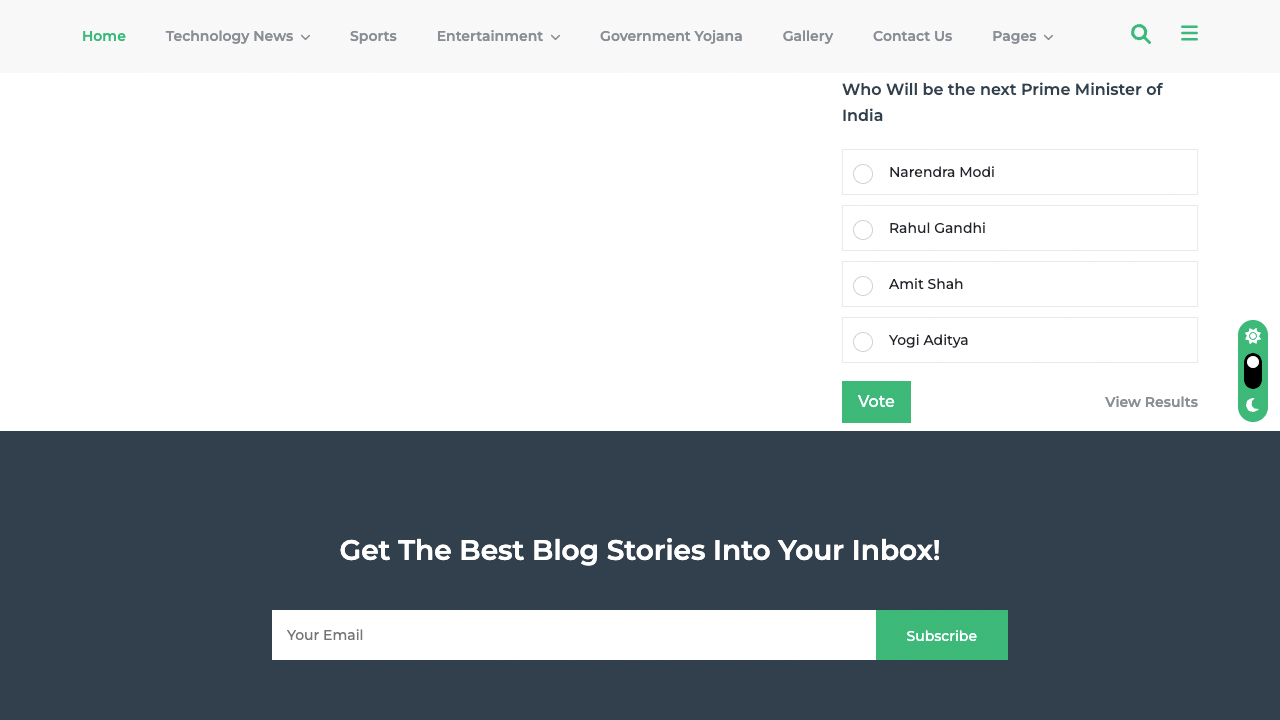 Home Technology News Sports Entertainment Government Yojana Gallery Contact Us Pages
Who Will be the next Prime Minister of
India
Narendra Modi
Rahul Gandhi
Amit Shah
Yogi Aditya
Vote View Results
Get The Best Blog Stories Into Your Inbox!
Your Email Subscribe